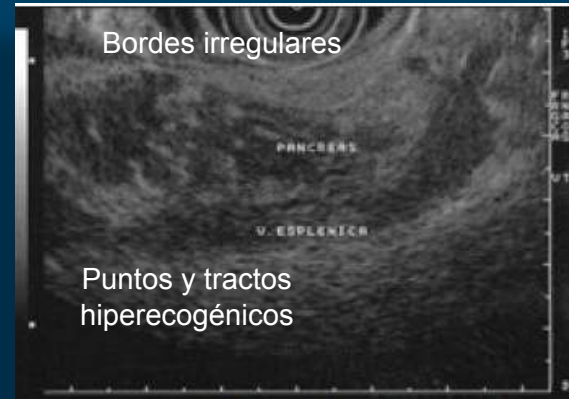 Bordes irregulares
PANCREAS
V. ESPLENICA
Puntos y tractos
hiperecogénicos